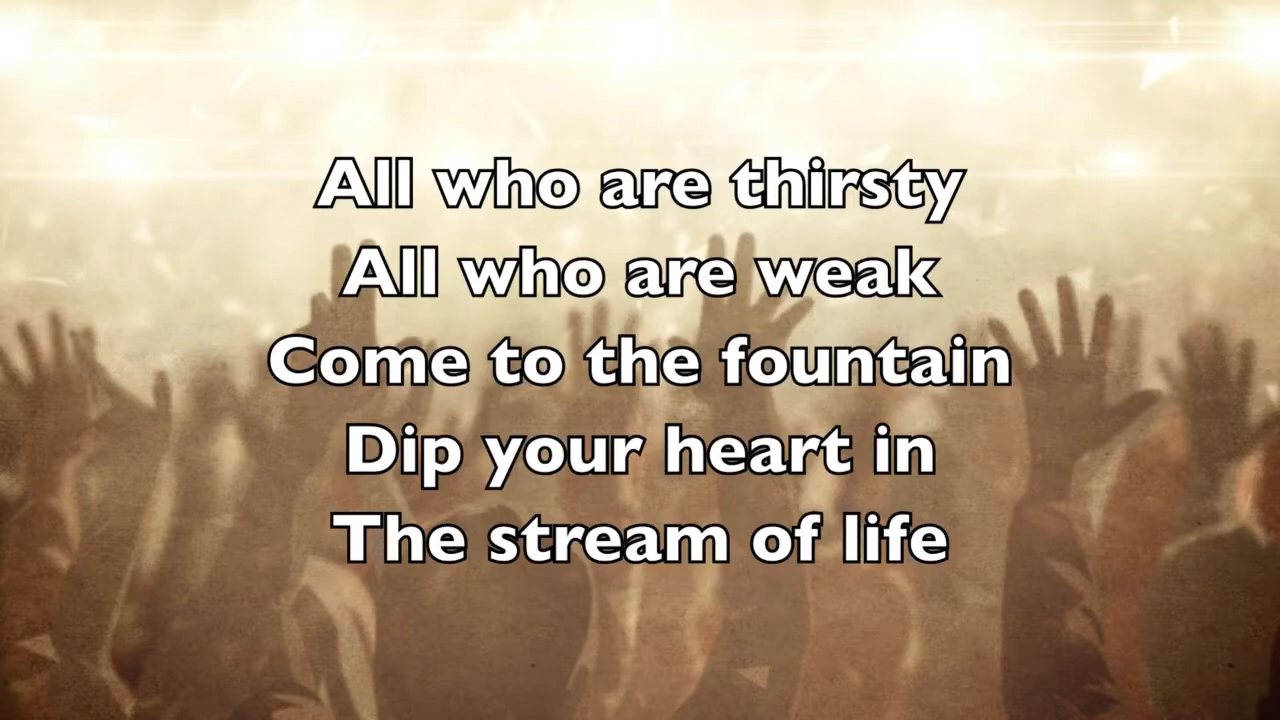 All who are thirsty
All who are weak
Come to the fountain
Dip your heart in
The stream of life